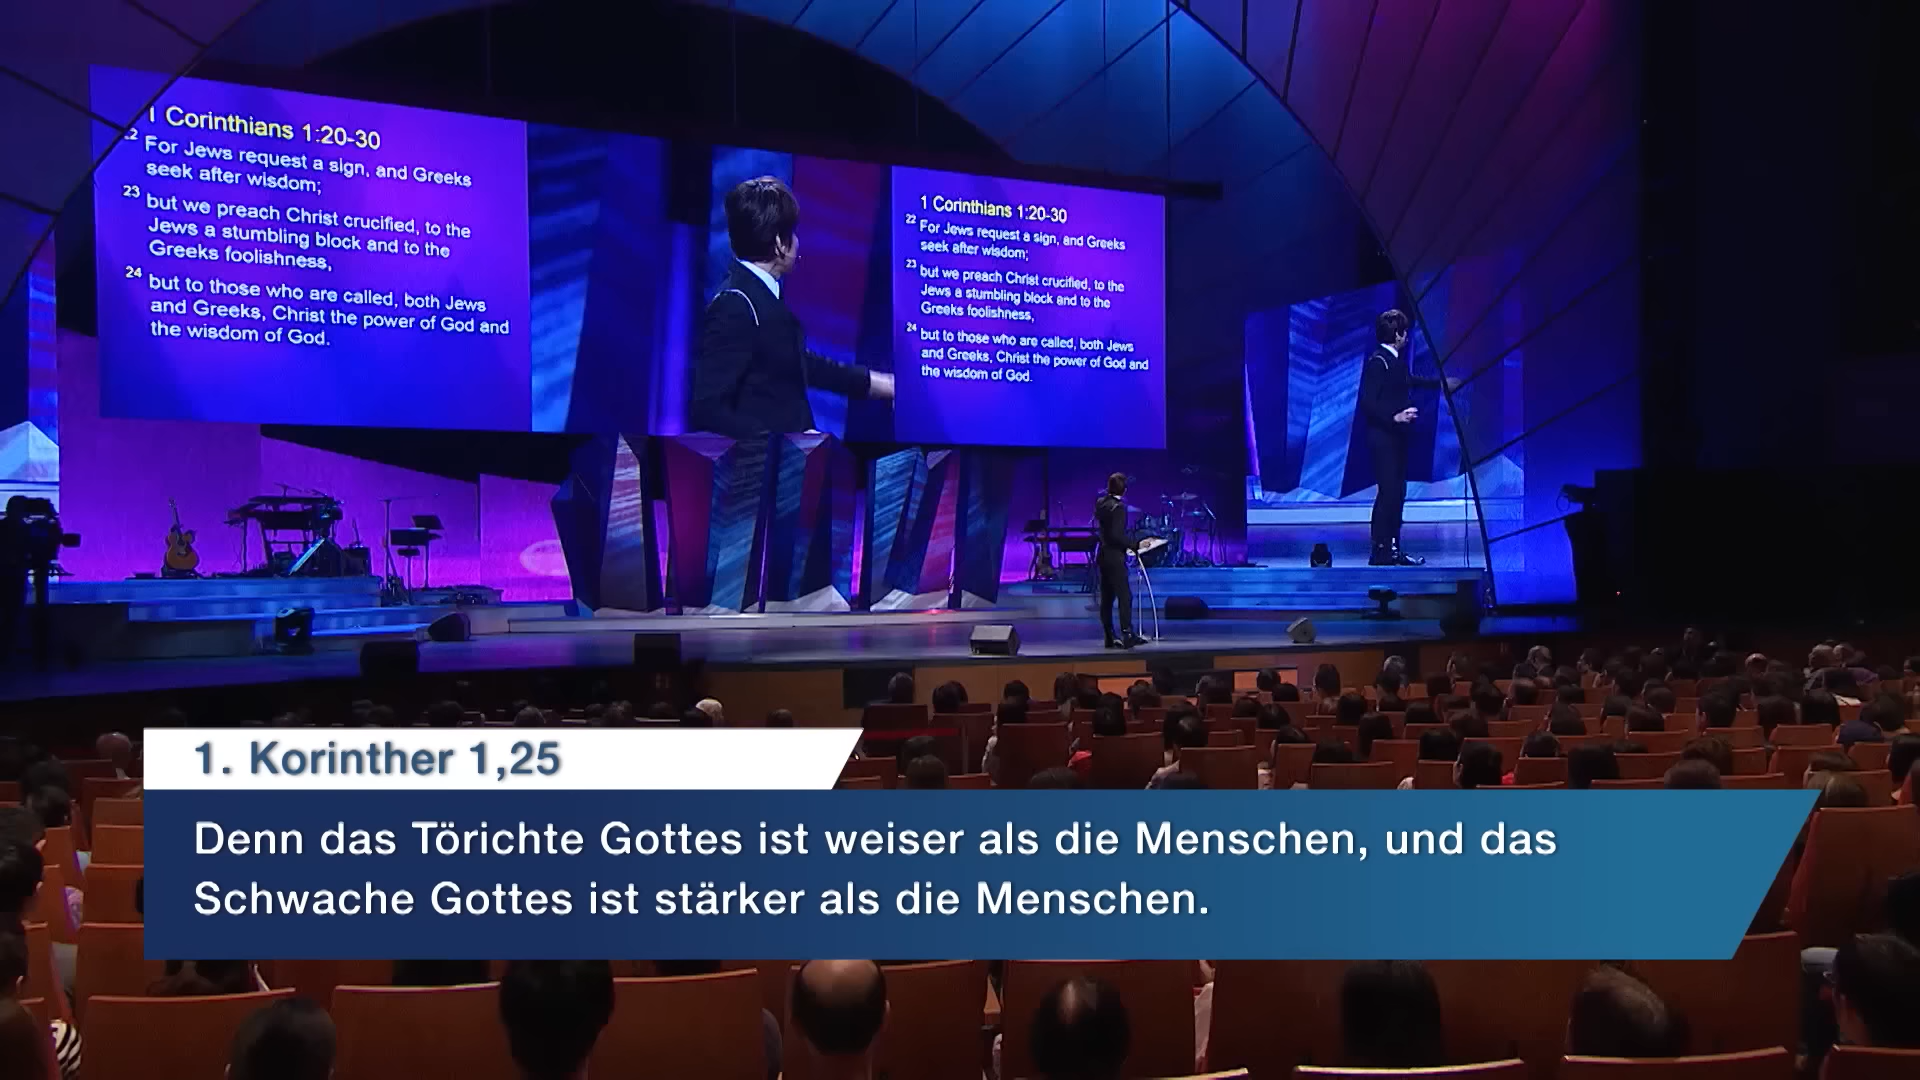 1 Corinthians 1:20-30
22 For Jews request a sign, and Greeks
seek after wisdom;
23 but we preach Christ crucified, to the
Jews a stumbling block and to the
Greeks foolishness,
24 but to those who are called, both Jews
and Greeks, Christ the power of God and
the wisdom of God.
1 Corinthians 1:20-30
22 For Jews request a sign, and Greeks
seek after wisdom;
23 but we preach Christ crucified, to the
Jews a stumbling block and to the
Greeks foolishness,
24 but to those who are called, both Jews
and Greeks, Christ the power of God and
the wisdom of God.
1. Korinther 1,25
Denn das Törichte Gottes ist weiser als die Menschen, und das
Schwache Gottes ist stärker als die Menschen.